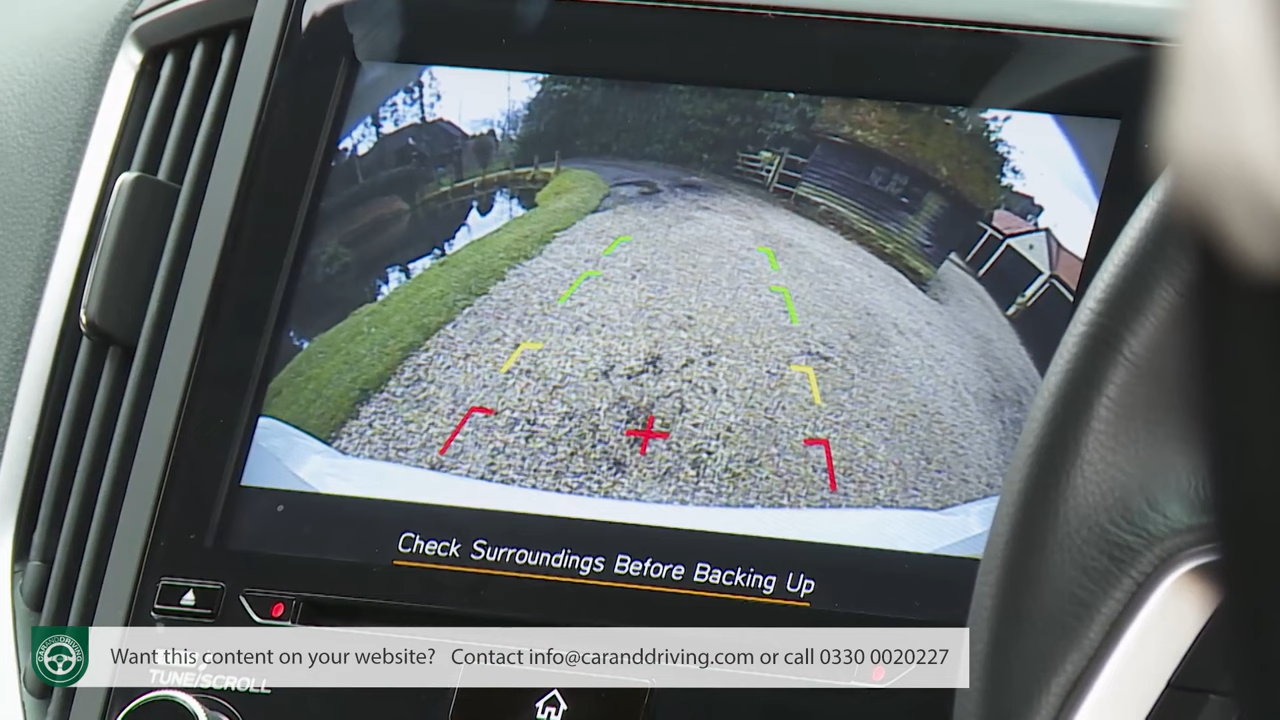 Check Surroundings Before Backing Up
CARANDDRIVING
Want this content on your website? Contact info@caranddriving.com or call 0330 0020227
TUNE/SCROLL